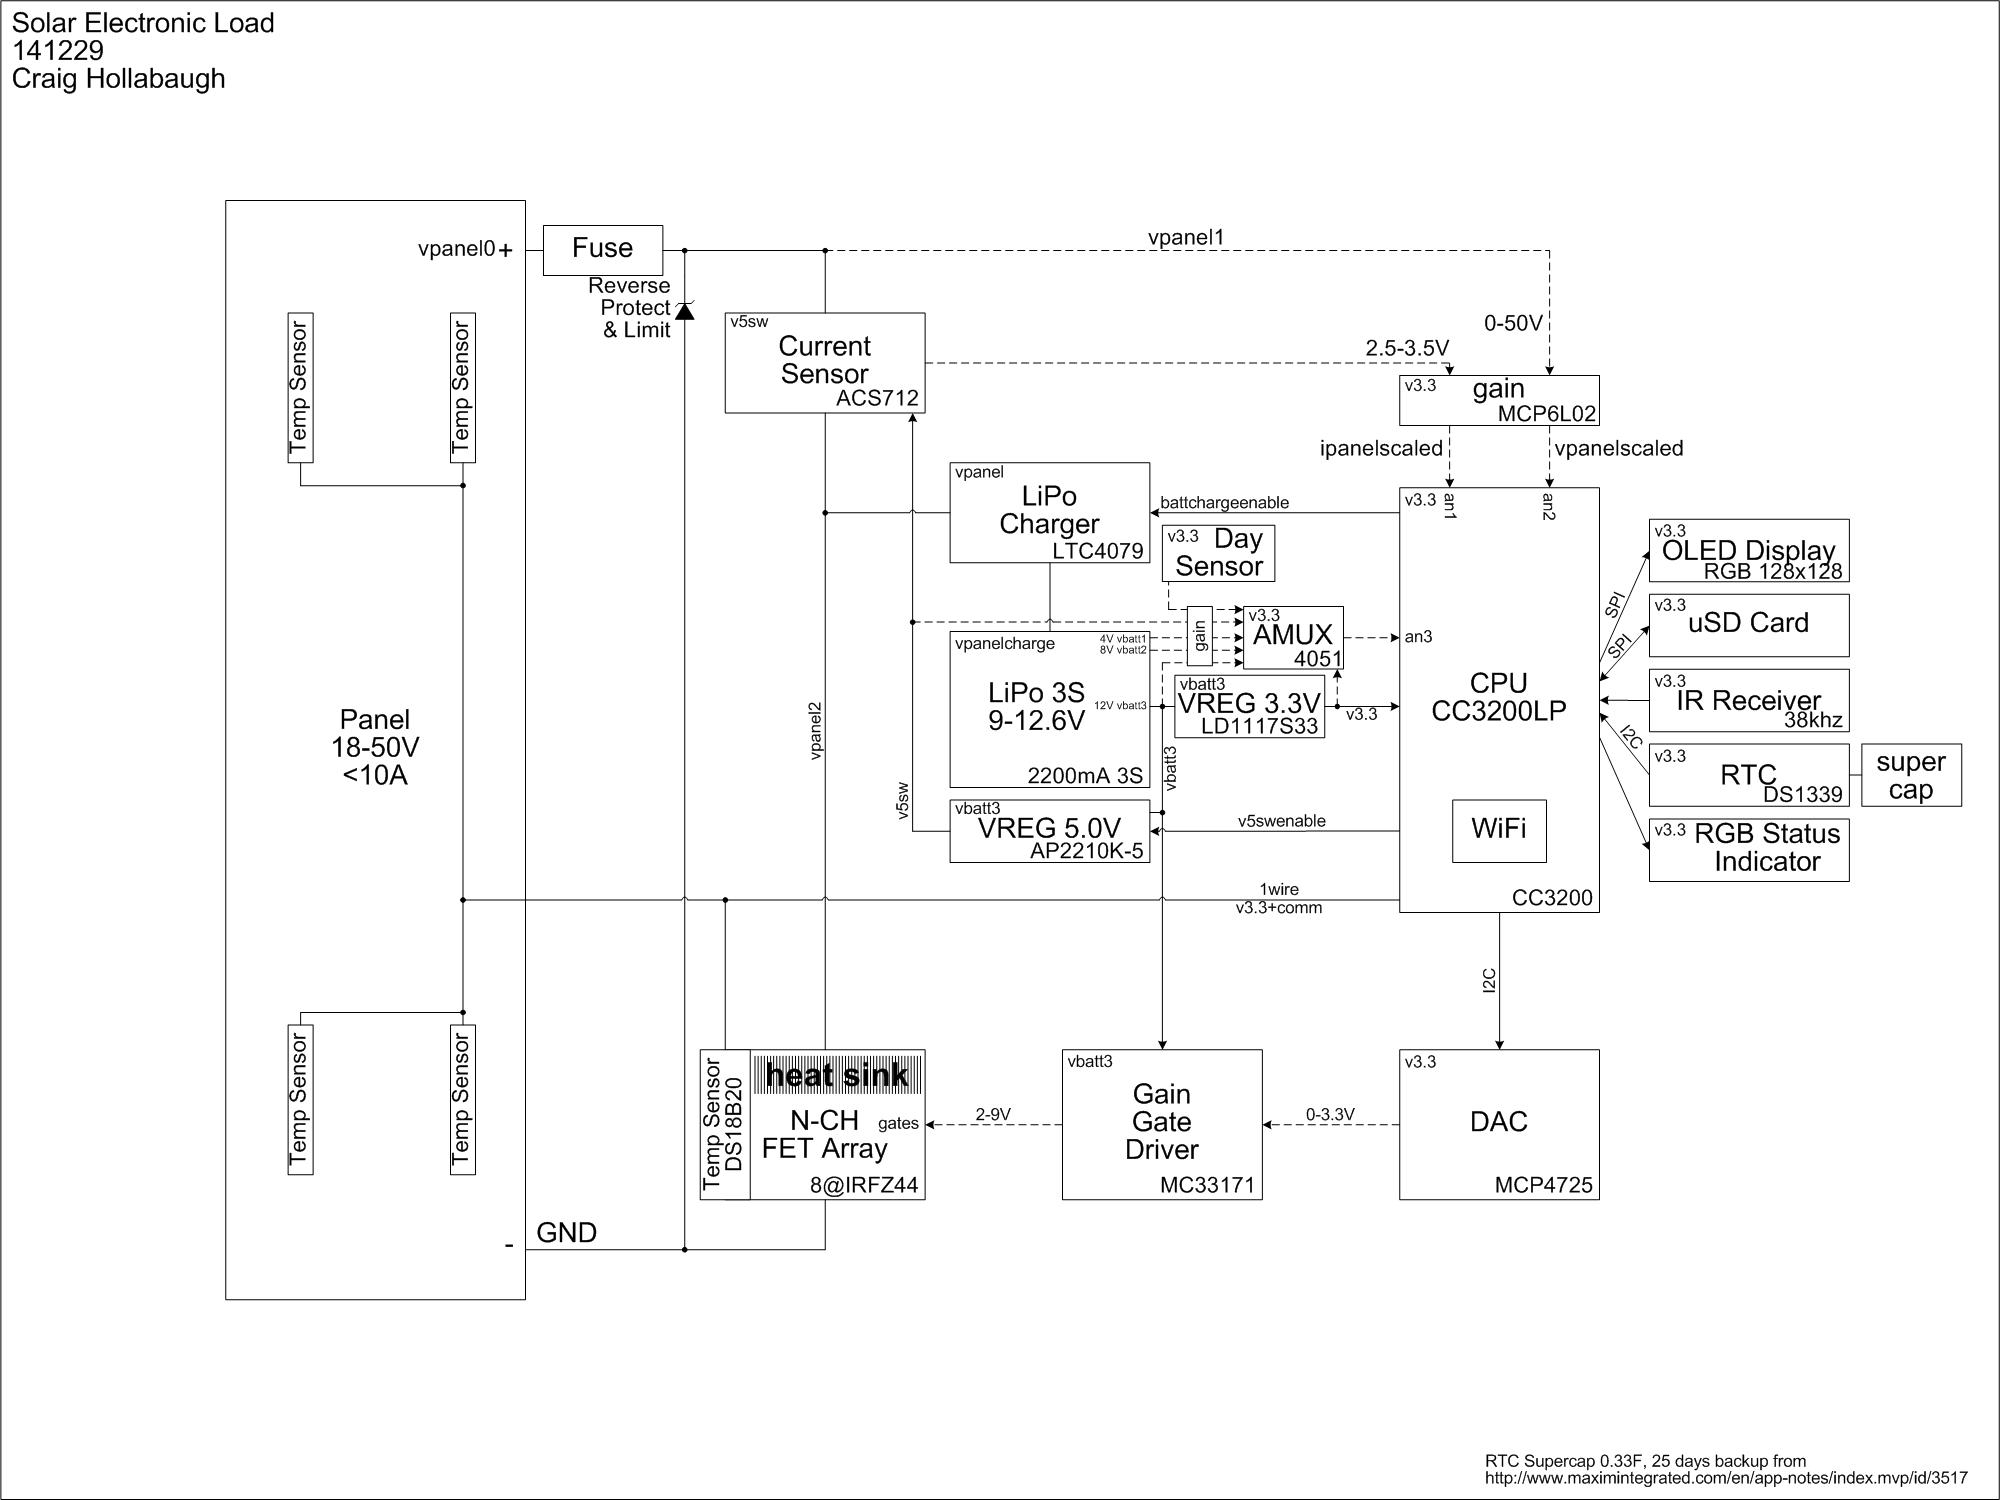 Solar Electronic Load
141229
Craig Hollabaugh
vpanel0 +
Fuse
Reverse
Protect
& Limit
vpanel1
0-50V
2.5-3.5V
v5sw
Current
Sensor
ACS712
v3.3
gain
MCP6L02
ipanelscaled
vpanelscaled
Temp Sensor
Temp Sensor
vpanel
LiPo
Charger
LTC4079
battchargeenable
v3.3 Day
Sensor
v3.3
an1
an2
v3.3
OLED Display
RGB 128x128
SPI
v3.3
uSD Card
SPI
gain
v3.3
AMUX
4051
an3
vpanelcharge
4V vbatt1
8V vbatt2
LiPo 3S
9-12.6V
12V vbatt3
2200mA 3S
vbatt3
VREG 3.3V
LD1117S33
v3.3
CPU
CC3200LP
v3.3
IR Receiver
38khz
I2C
v3.3
RTC
DS1339
super
cap
Panel
18-50V
<10A
vpanel2
v5sw
vbatt3
vbatt3
VREG 5.0V
AP2210K-5
v5swenable
WiFi
v3.3 RGB Status
Indicator
1wire
v3.3+comm
CC3200
I2C
Temp Sensor
Temp Sensor
Temp Sensor
DS18B20
heat sink
N-CH
FET Array
gates
8@IRFZ44
2-9V
vbatt3
Gain
Gate
Driver
MC33171
0-3.3V
v3.3
DAC
MCP4725
- GND
RTC Supercap 0.33F, 25 days backup from
http://www.maximintegrated.com/en/app-notes/index.mvp/id/3517